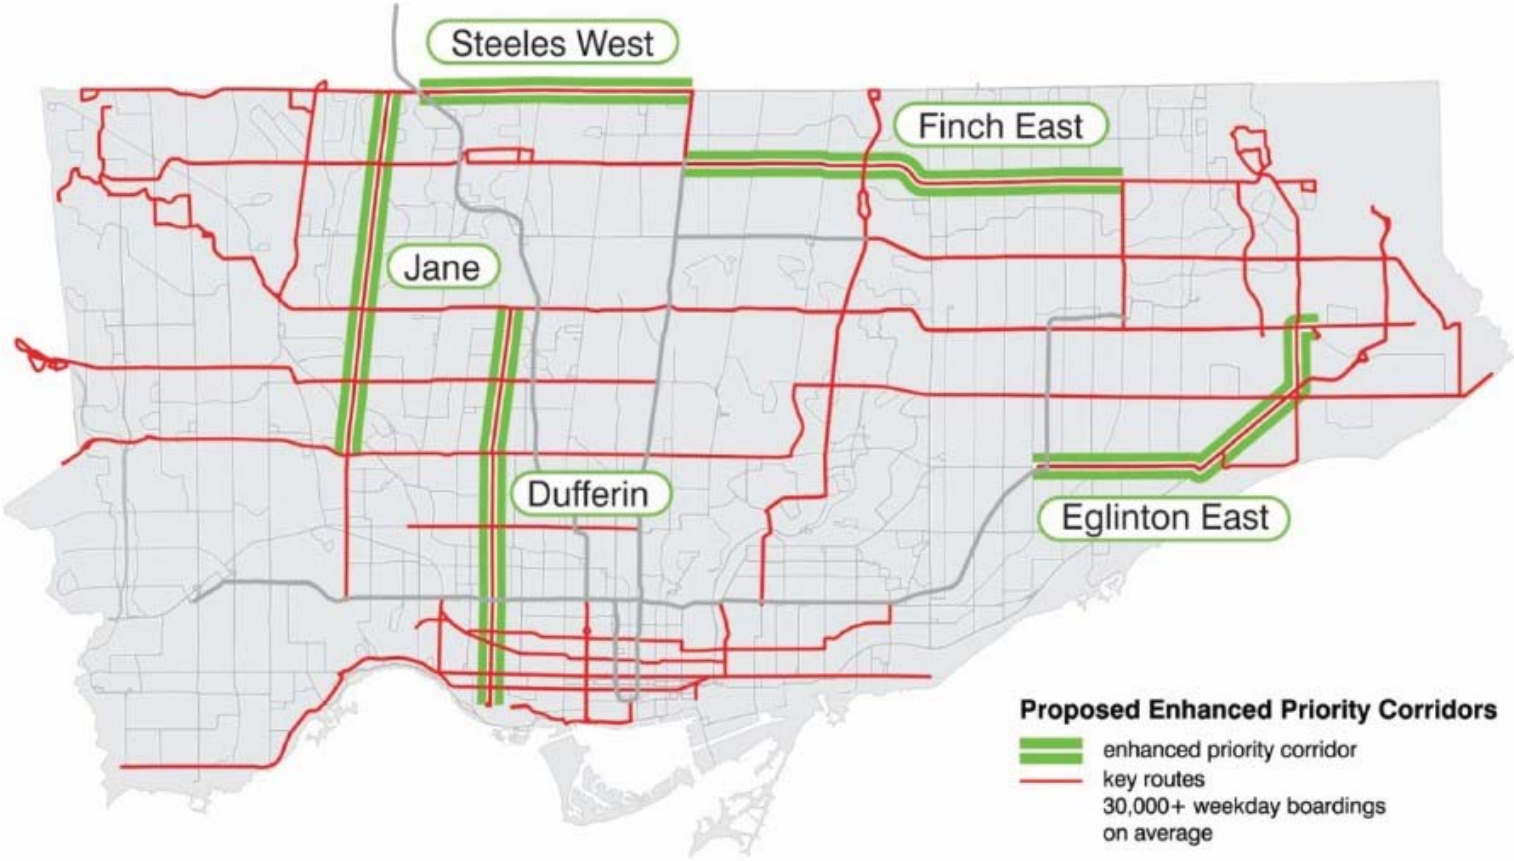 Steeles West
Finch East
Jane
Dufferin
Eglinton East
Proposed Enhanced Priority Corridors
enhanced priority corridor
key routes
30,000+ weekday boardings
on average